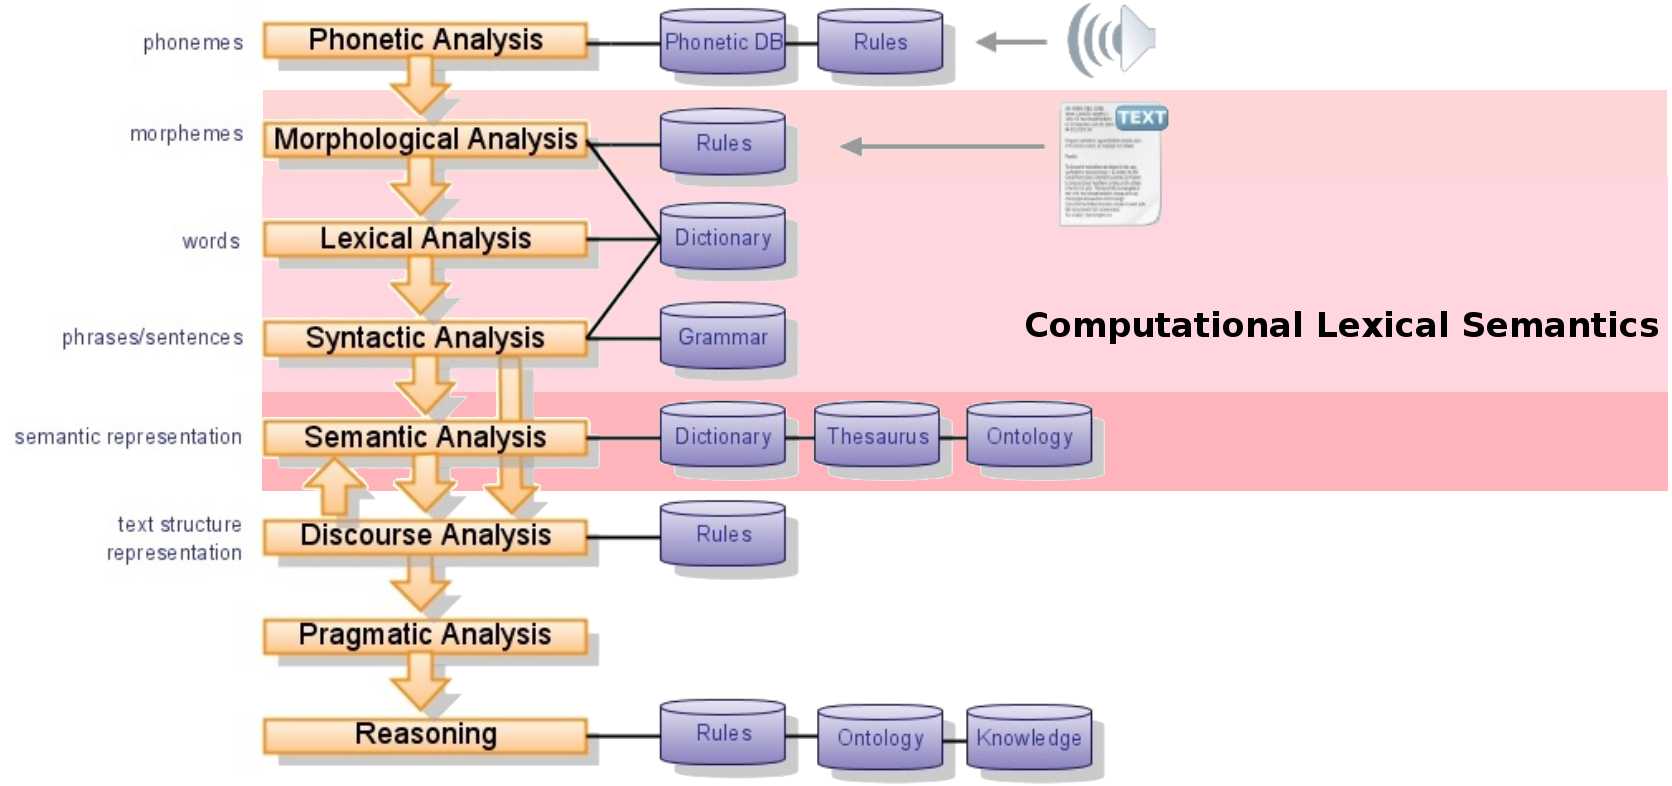 phonemes
Phonetic Analysis
Phonetic DB
Rules
morphemes
Morphological Analysis
Rules
TEXT
words
Lexical Analysis
Dictionary
phrases/sentences
Syntactic Analysis
Grammar
Computational Lexical Semantics
semantic representation
Semantic Analysis
Dictionary
Thesaurus
Ontology
text structure
representation
Discourse Analysis
Rules
Pragmatic Analysis
Reasoning
Rules
Ontology
Knowledge